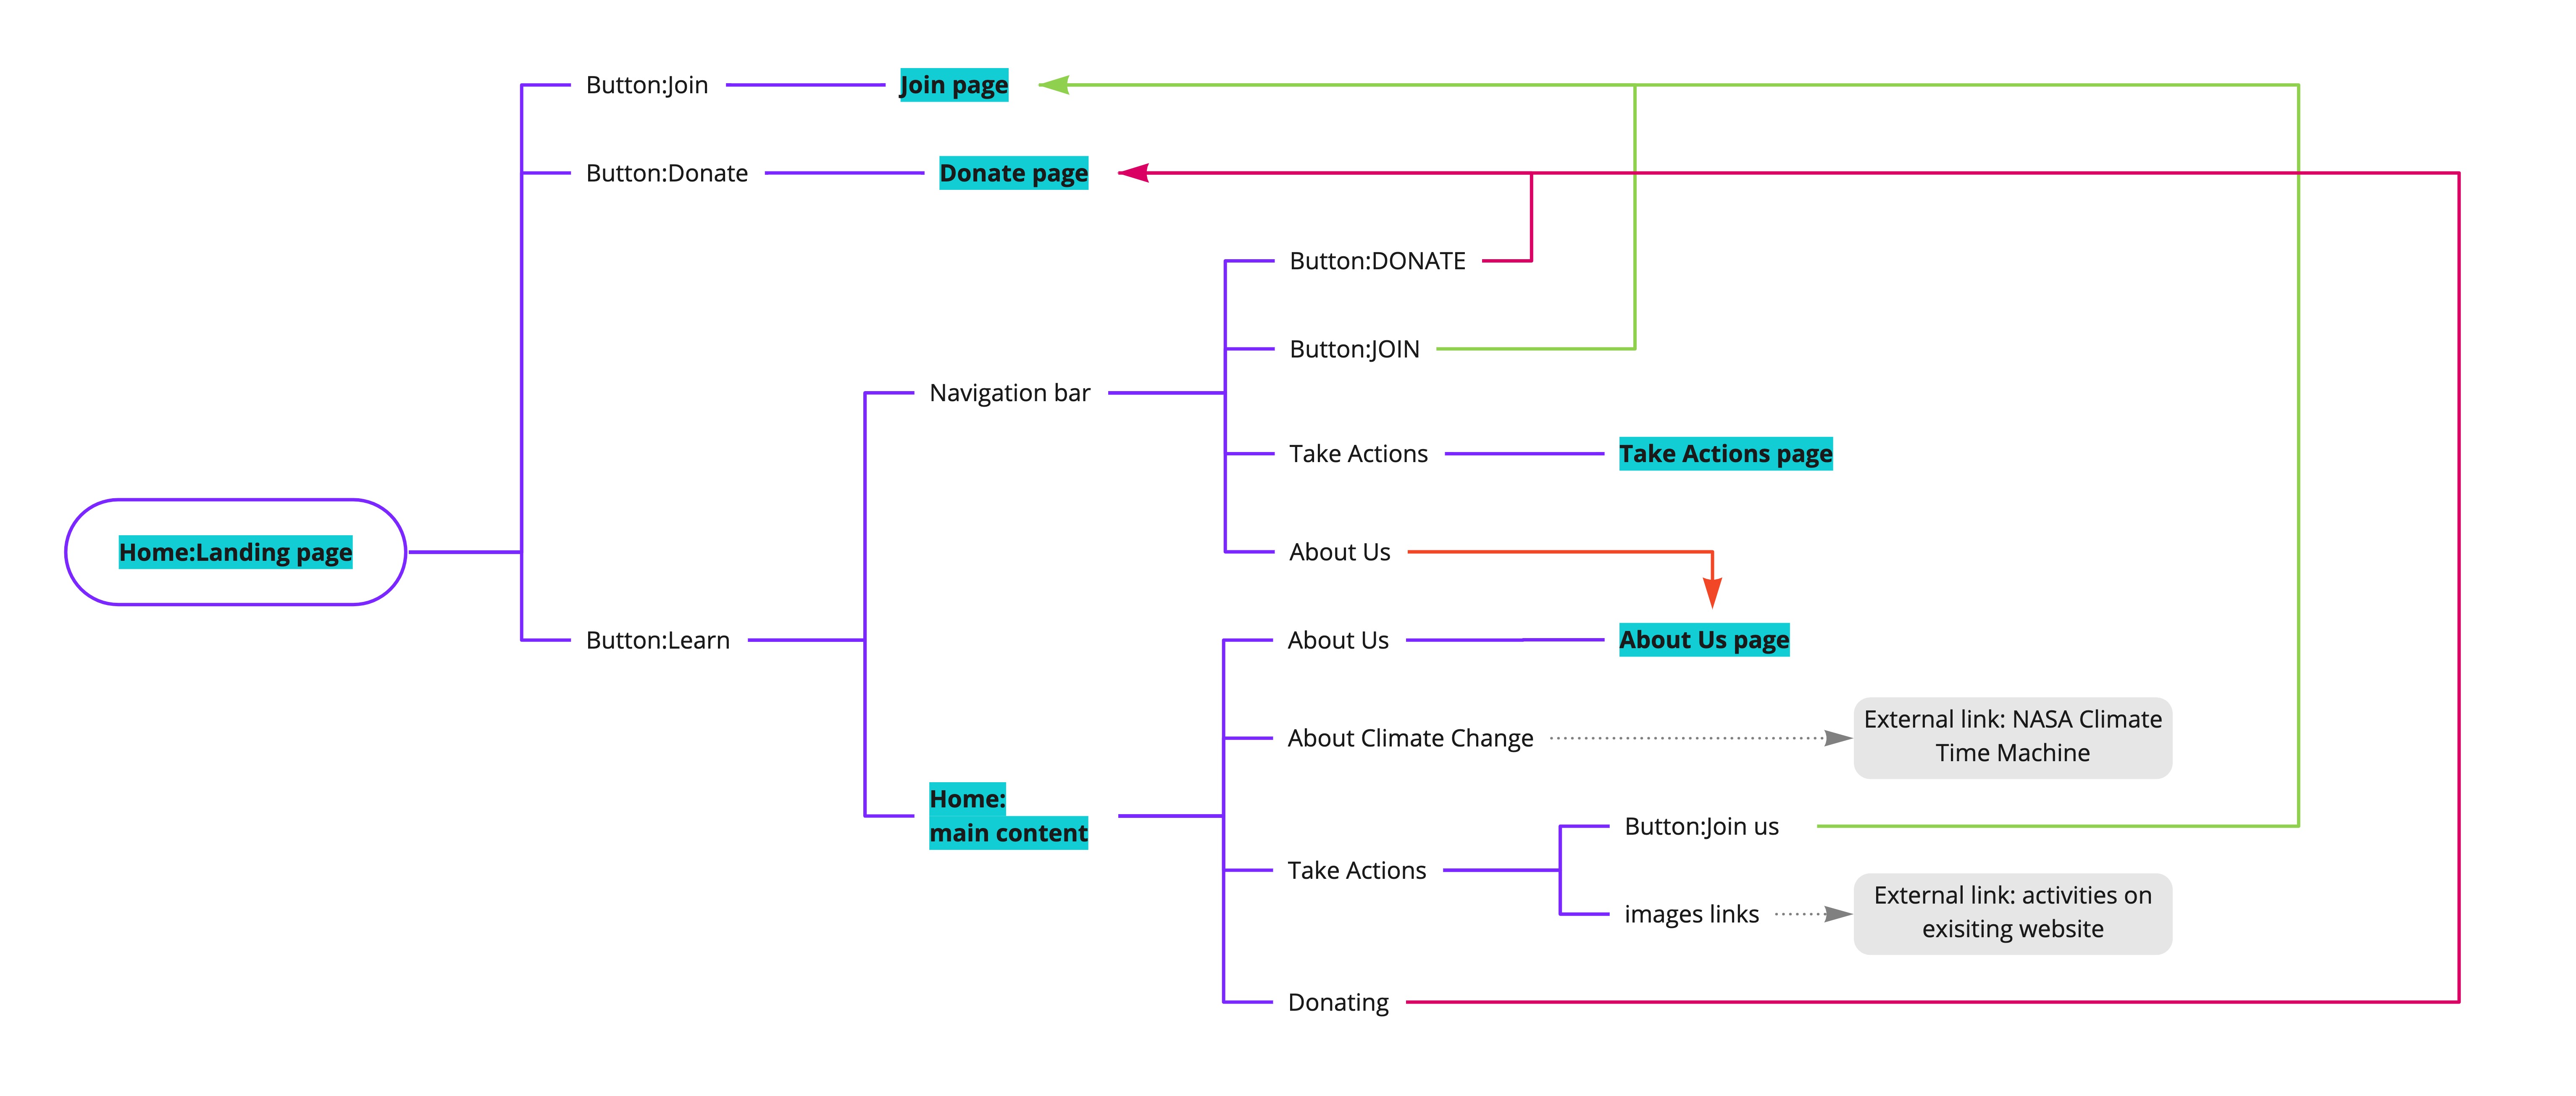 Button:Join
Join page
Button:Donate
Donate page
Button:DONATE
Button:JOIN
Navigation bar
Take Actions
Take Actions page
Home:Landing page
About Us
Button:Learn
About Us
About Us page
About Climate Change
External link: NASA Climate
Time Machine
Home:
main content
Button:Join us
Take Actions
images links
External link: activities on
exisiting website
Donating